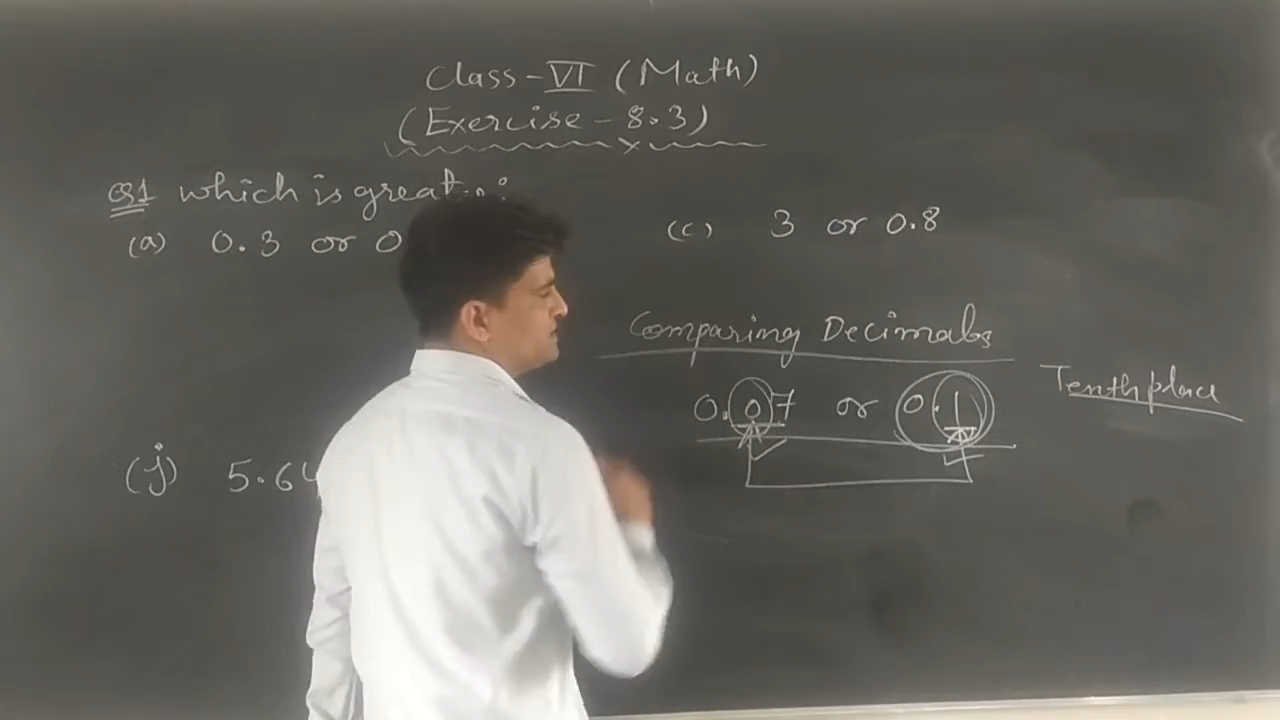 Class-VI (Math)
(Exercise - 8.3)
Q1 which is great
(a) 0.3 or 0
(c) 3 or 0.8
Comparing Decimals
0.07 or 0.1
Tenth place
(j) 5.64